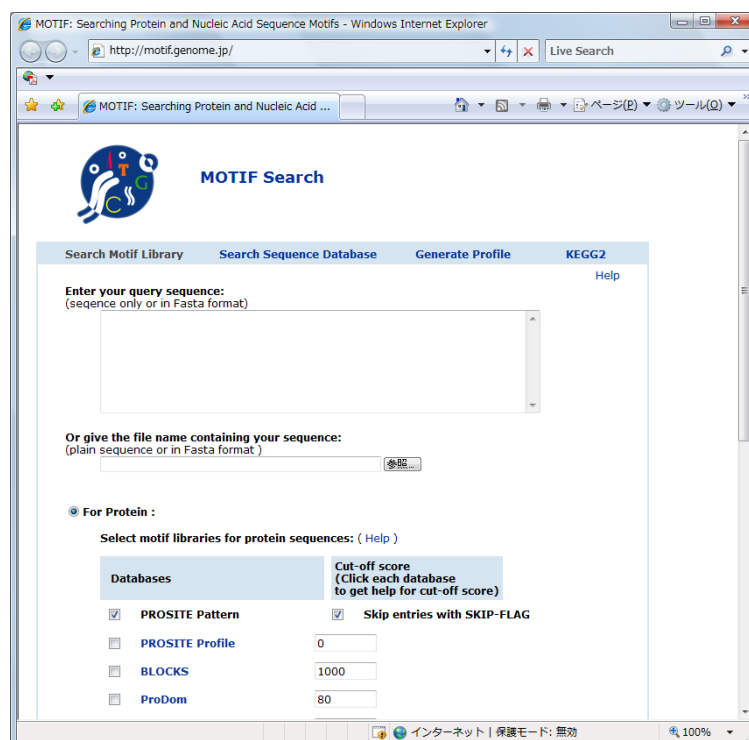 MOTIF: Searching Protein and Nucleic Acid Sequence Motifs - Windows Internet Explorer
http://motif.genome.jp/
Live Search
MOTIF: Searching Protein and Nucleic Acid ...
ページ(P)
ツール(O)
A T G C
MOTIF Search
Search Motif Library Search Sequence Database Generate Profile KEGG2
Help
Enter your query sequence:
(seqence only or in Fasta format)
Or give the file name containing your sequence:
(plain sequence or in Fasta format )
参照...
For Protein :
Select motif libraries for protein sequences: ( Help )
Databases
Cut-off score
(Click each database
to get help for cut-off score)
PROSITE Pattern Skip entries with SKIP-FLAG
PROSITE Profile 0
BLOCKS 1000
ProDom 80
インターネット | 保護モード: 無効
100%